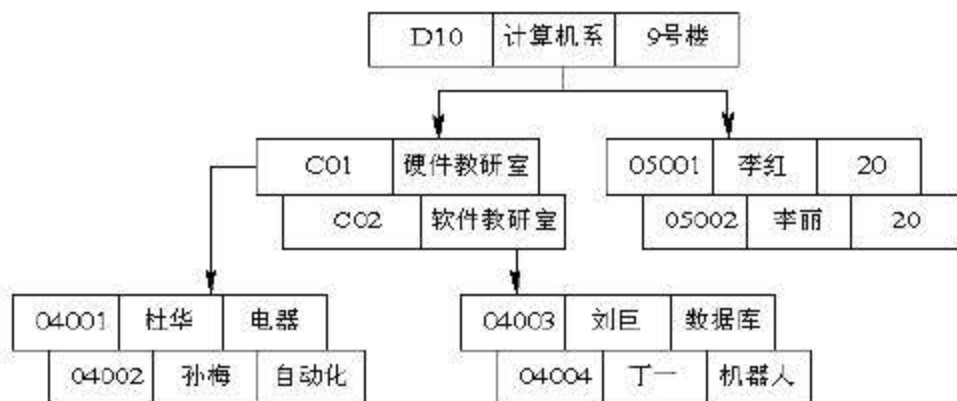 D10 计算机系 9号楼
C01 硬件教研室 05001 李红 20
C02 软件教研室 05002 李丽 20
04001 杜华 电器 04003 刘巨 数据库
04002 孙梅 自动化 04004 丁一 机器人